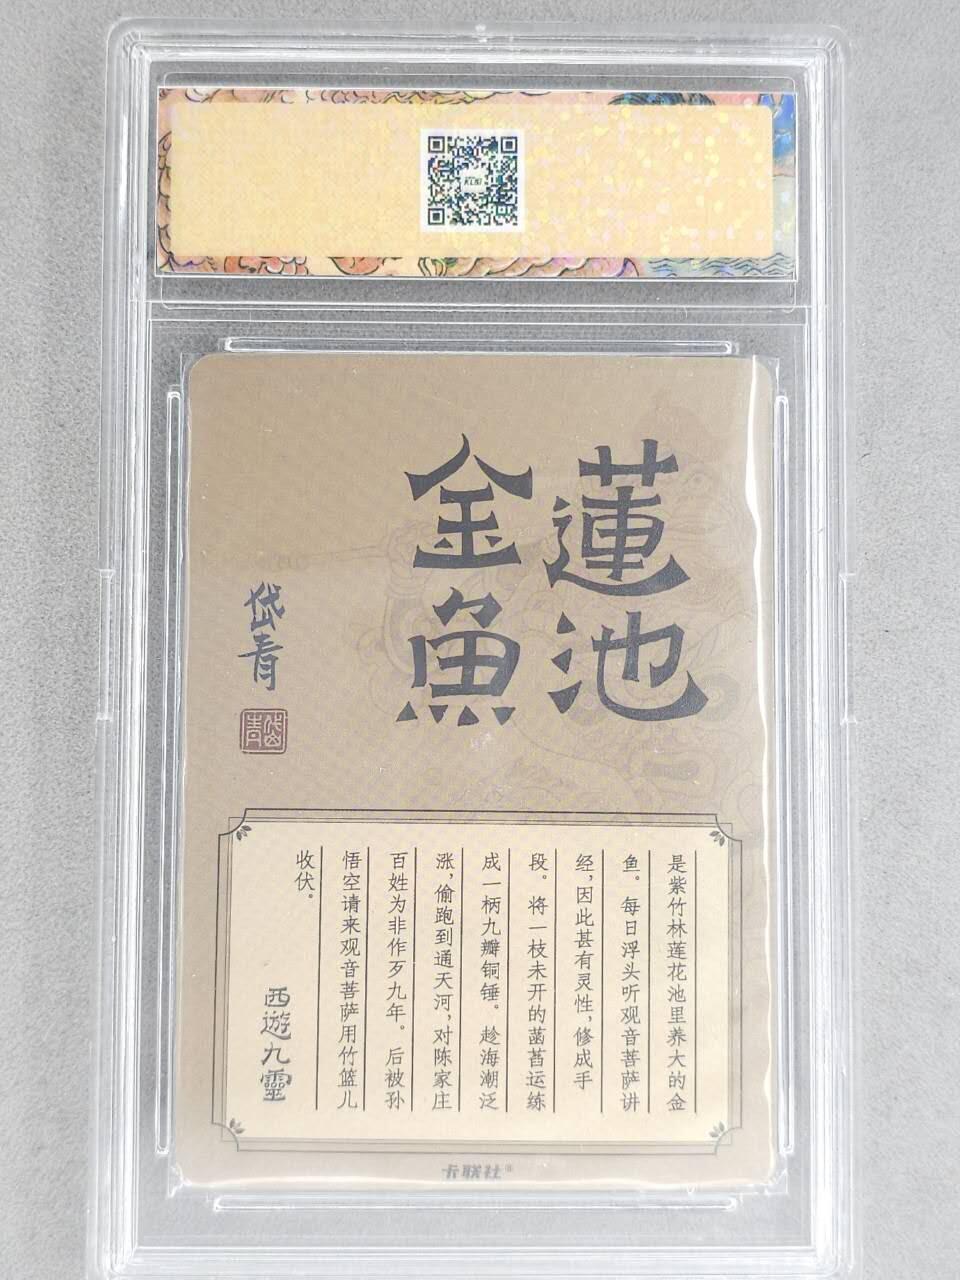 蓮池
金魚
岱青
岱青
是紫竹林莲花池里养大的金
鱼。每日浮头听观音菩萨讲
经,因此甚有灵性,修成手
段。将一枝未开的菡萏运练
成一柄九瓣铜锤。趁海潮泛
涨,偷跑到通天河,对陈家庄
百姓为非作歹九年。后被孙
悟空请来观音菩萨用竹篮儿
收伏。
西遊九靈
卡联社®